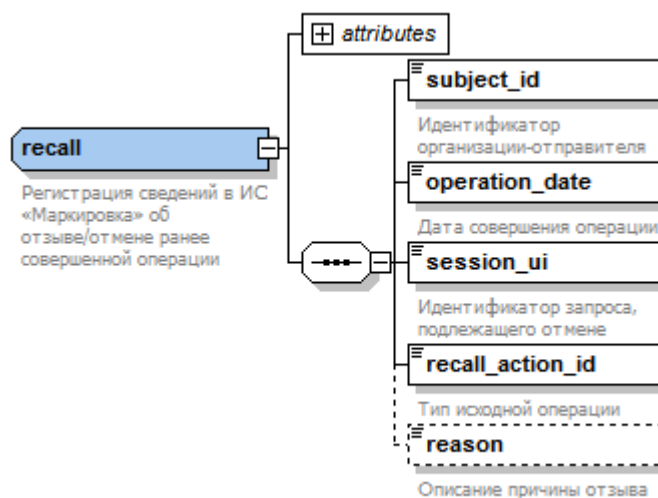 attributes
subject_id
Идентификатор
организации-отправителя
recall
Регистрация сведений в ИС
«Маркировка» об
отзыве/отмене ранее
совершенной операции
operation_date
Дата совершения операции
session_ui
Идентификатор запроса,
подлежащего отмене
recall_action_id
Тип исходной операции
reason
Описание причины отзыва